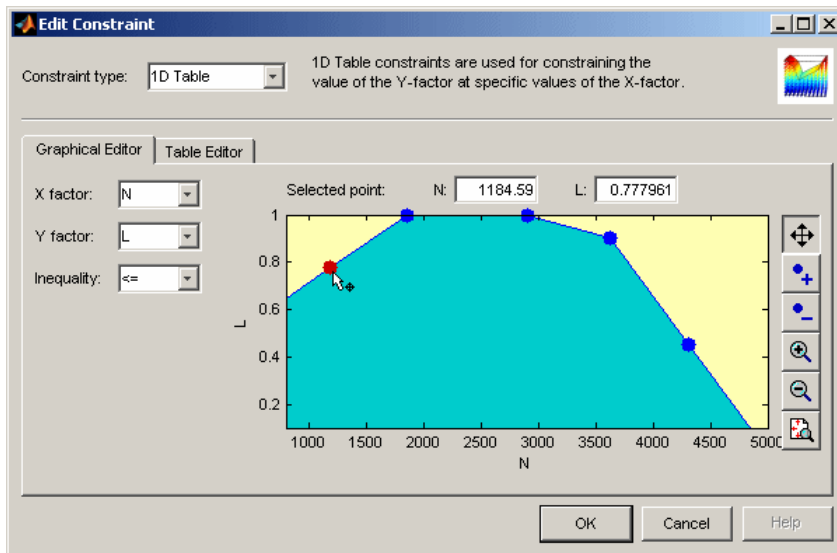 Edit Constraint
Constraint type: 1D Table
1D Table constraints are used for constraining the
value of the Y-factor at specific values of the X-factor.
Graphical Editor Table Editor
X factor: N
Y factor: L
Inequality: <=
Selected point: N: 1184.59 L: 0.777961
1
0.8
0.6
0.4
0.2
L
1000 1500 2000 2500 3000 3500 4000 4500 5000
N
OK Cancel Help